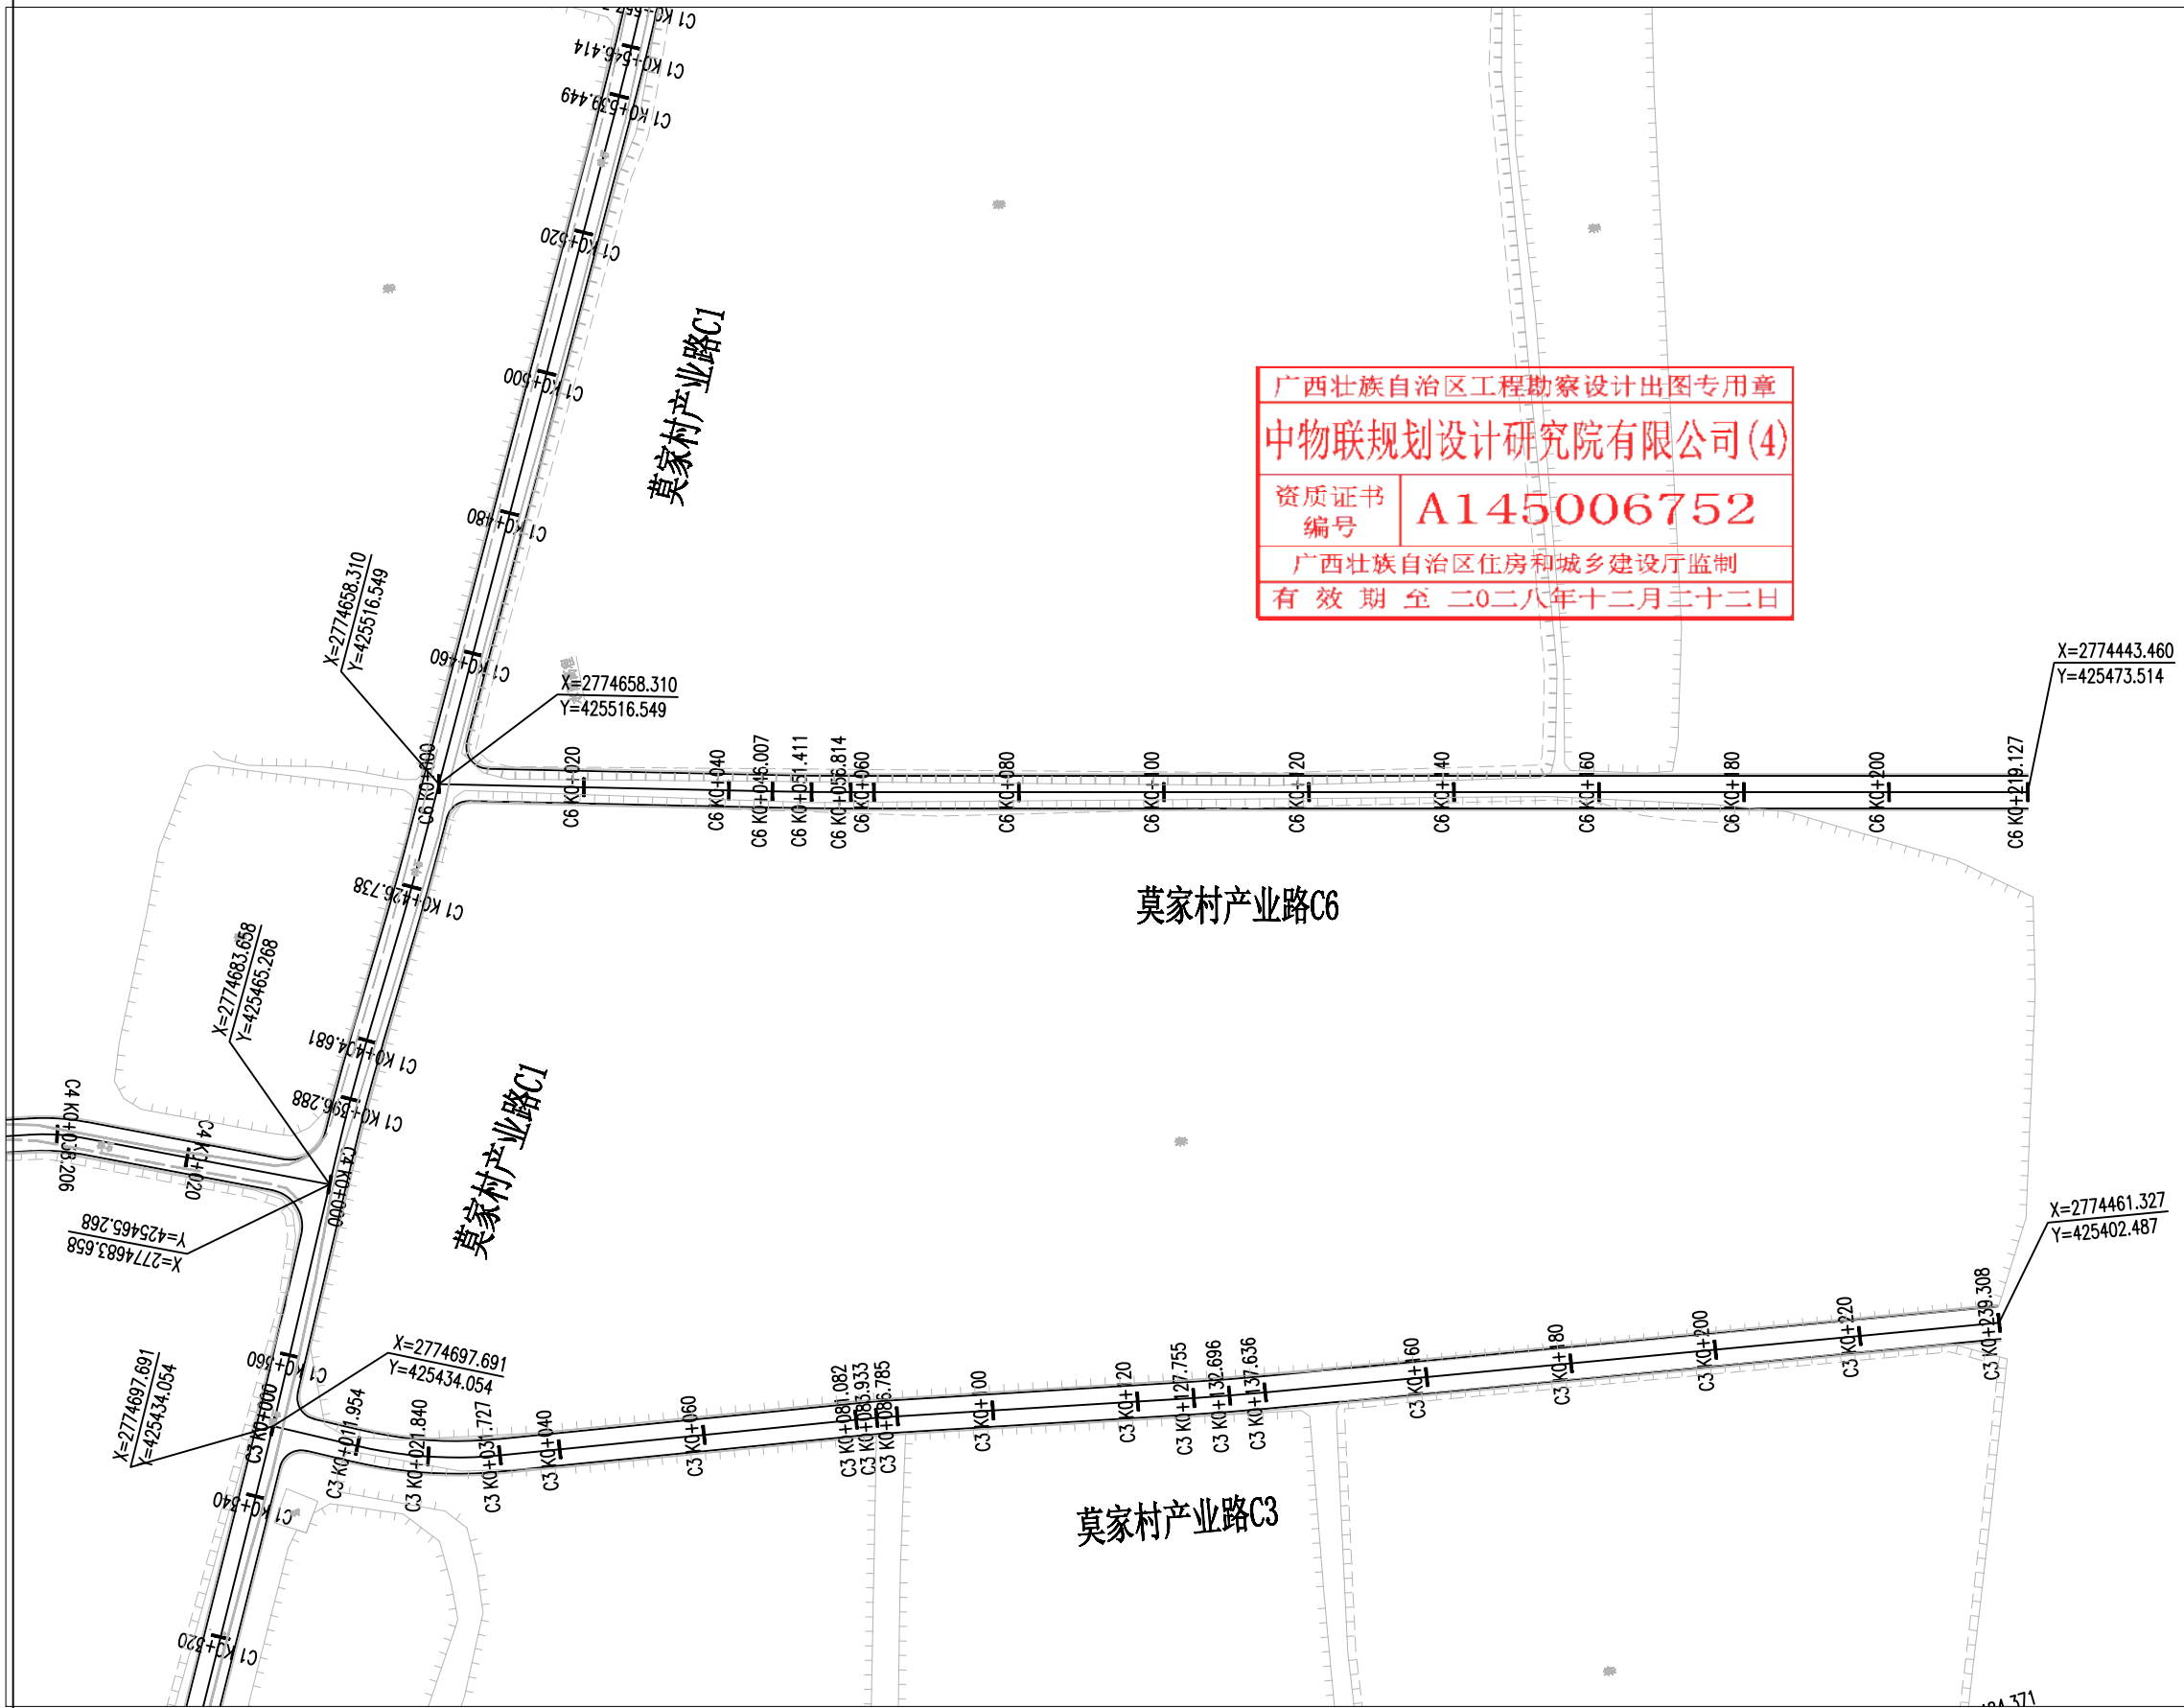 C1 K0+546.414
C1 K0+539.449
C1 K0+520
C1 K0+500
C1 K0+480
C1 K0+460
莫家村产业路C1
广西壮族自治区工程勘察设计出图专用章
中物联规划设计研究院有限公司(4)
资质证书
编号
A145006752
广西壮族自治区住房和城乡建设厅监制
有 效 期 至 二0二八年十二月二十二日
X=2774658.310
Y=425516.549
X=2774658.310
Y=425516.549
X=2774443.460
Y=425473.514
C6 K0+000
C6 K0+020
C6 K0+040
C6 K0+046.007
C6 K0+051.411
C6 K0+056.814
C6 K0+060
C6 K0+080
C6 K0+100
C6 K0+120
C6 K0+140
C6 K0+160
C6 K0+180
C6 K0+200
C6 K0+219.127
莫家村产业路C6
C1 K0+426.738
X=2774683.658
Y=425465.268
C1 K0+404.681
C1 K0+396.288
C4 K0+038.206
C4 K0+020
C4 K0+000
莫家村产业路C1
X=2774683.658
Y=425465.268
X=2774461.327
Y=425402.487
X=2774697.691
Y=425434.054
X=2774697.691
Y=425434.054
C1 K0+360
C3 K0+000
C3 K0+011.954
C3 K0+021.840
C3 K0+031.727
C3 K0+040
C3 K0+060
C3 K0+081.082
C3 K0+083.933
C3 K0+086.785
C3 K0+100
C3 K0+120
C3 K0+127.755
C3 K0+132.696
C3 K0+137.636
C3 K0+160
C3 K0+180
C3 K0+200
C3 K0+220
C3 K0+239.308
C1 K0+340
莫家村产业路C3
C1 K0+320